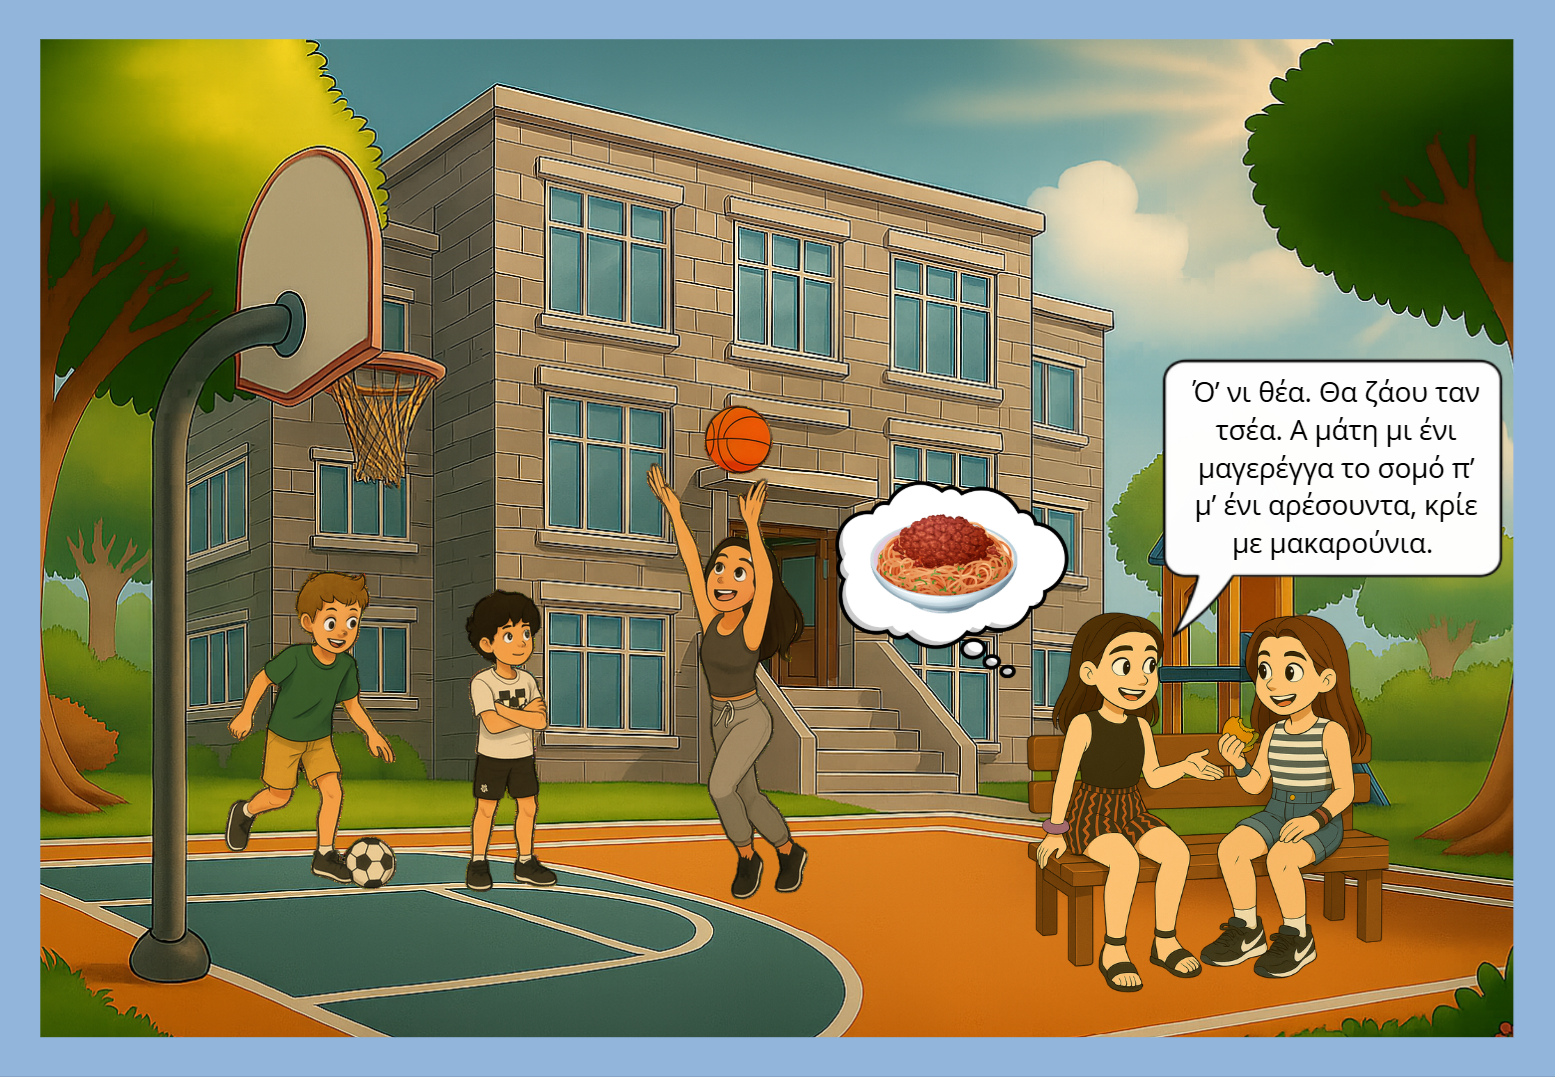 Ό’ νι θέα. Θα ζάου ταν
τσέα. Α μάτη μι ένι
μαγερέγγα το σομό π’
μ’ ένι αρέσουντα, κρίε
με μακαρούνια.